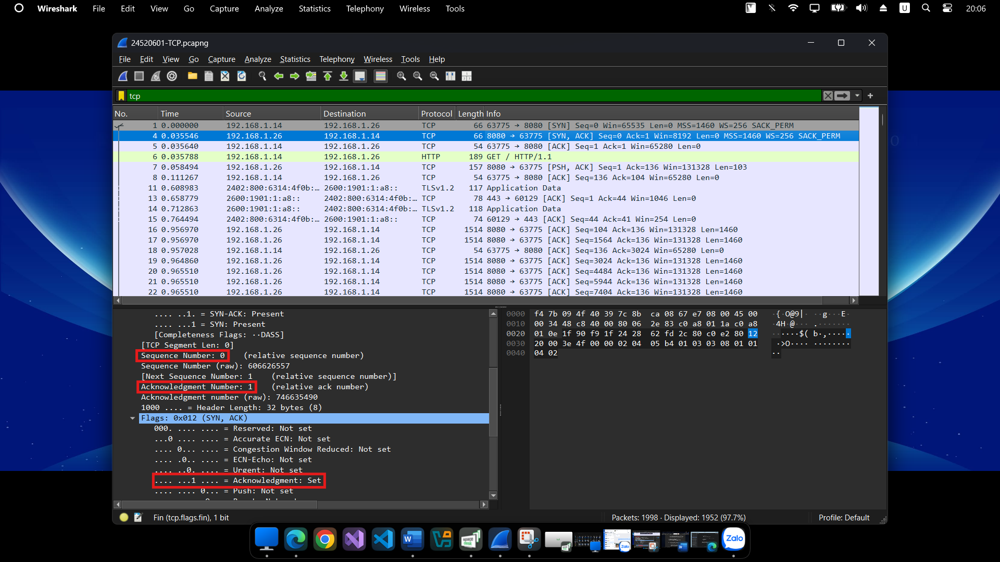 Wireshark File Edit View Go Capture Analyze Statistics Telephony Wireless Tools U 20:06
24520601-TCP.pcapng
File Edit View Go Capture Analyze Statistics Telephony Wireless Tools Help
tcp
No. Time Source Destination Protocol Length Info
1 0.000000 192.168.1.14 192.168.1.26 TCP 66 63775 → 8080 [SYN] Seq=0 Win=65535 Len=0 MSS=1460 WS=256 SACK_PERM
4 0.035546 192.168.1.26 192.168.1.14 TCP 66 8080 → 63775 [SYN, ACK] Seq=0 Ack=1 Win=8192 Len=0 MSS=1460 WS=256 SACK_PERM
5 0.035640 192.168.1.14 192.168.1.26 TCP 54 63775 → 8080 [ACK] Seq=1 Ack=1 Win=65280 Len=0
6 0.035788 192.168.1.14 192.168.1.26 HTTP 189 GET / HTTP/1.1
7 0.058494 192.168.1.26 192.168.1.14 TCP 157 8080 → 63775 [PSH, ACK] Seq=1 Ack=136 Win=131328 Len=103
8 0.111267 192.168.1.14 192.168.1.26 TCP 54 63775 → 8080 [ACK] Seq=136 Ack=104 Win=65280 Len=0
11 0.608983 2402:800:6314:4f0b:… 2600:1901:1:a8:: TLSv1.2 117 Application Data
13 0.658779 2600:1901:1:a8:: 2402:800:6314:4f0b:… TCP 78 443 → 60129 [ACK] Seq=1 Ack=44 Win=1046 Len=0
14 0.712863 2600:1901:1:a8:: 2402:800:6314:4f0b:… TLSv1.2 118 Application Data
15 0.764494 2402:800:6314:4f0b:… 2600:1901:1:a8:: TCP 74 60129 → 443 [ACK] Seq=44 Ack=41 Win=254 Len=0
16 0.956970 192.168.1.26 192.168.1.14 TCP 1514 8080 → 63775 [ACK] Seq=104 Ack=136 Win=131328 Len=1460
17 0.956970 192.168.1.26 192.168.1.14 TCP 1514 8080 → 63775 [ACK] Seq=1564 Ack=136 Win=131328 Len=1460
18 0.957028 192.168.1.14 192.168.1.26 TCP 54 63775 → 8080 [ACK] Seq=136 Ack=3024 Win=65280 Len=0
19 0.964860 192.168.1.26 192.168.1.14 TCP 1514 8080 → 63775 [ACK] Seq=3024 Ack=136 Win=131328 Len=1460
20 0.965510 192.168.1.26 192.168.1.14 TCP 1514 8080 → 63775 [ACK] Seq=4484 Ack=136 Win=131328 Len=1460
21 0.965510 192.168.1.26 192.168.1.14 TCP 1514 8080 → 63775 [ACK] Seq=5944 Ack=136 Win=131328 Len=1460
22 0.965510 192.168.1.26 192.168.1.14 TCP 1514 8080 → 63775 [ACK] Seq=7404 Ack=136 Win=131328 Len=1460
.... ..1. = SYN-ACK: Present
.... ...1 = SYN: Present
[Completeness Flags: ··DASS]
[TCP Segment Len: 0]
Sequence Number: 0 (relative sequence number)
Sequence Number (raw): 606626557
[Next Sequence Number: 1 (relative sequence number)]
Acknowledgment Number: 1 (relative ack number)
Acknowledgment number (raw): 746635490
1000 .... = Header Length: 32 bytes (8)
Flags: 0x012 (SYN, ACK)
000. .... .... = Reserved: Not set
...0 .... .... = Accurate ECN: Not set
.... 0... .... = Congestion Window Reduced: Not set
.... .0.. .... = ECN-Echo: Not set
.... ..0. .... = Urgent: Not set
.... ...1 .... = Acknowledgment: Set
.... .... 0... = Push: Not set
0000 f4 7b 09 4f 40 39 7c 8b ca 08 67 e7 08 00 45 00 ·{·O@9|· ··g···E·
0010 00 34 48 c8 40 00 80 06 2e 83 c0 a8 01 1a c0 a8 ·4H·@··· .·······
0020 01 0e 1f 90 f9 1f 24 28 62 fd 2c 80 c0 e2 80 12 ······$( b·,·····
0030 20 00 3e 4f 00 00 02 04 05 b4 01 03 03 08 01 01 ·>O···· ········
0040 04 02 ··
Fin (tcp.flags.fin), 1 bit Packets: 1998 · Displayed: 1952 (97.7%) Profile: Default
Zalo